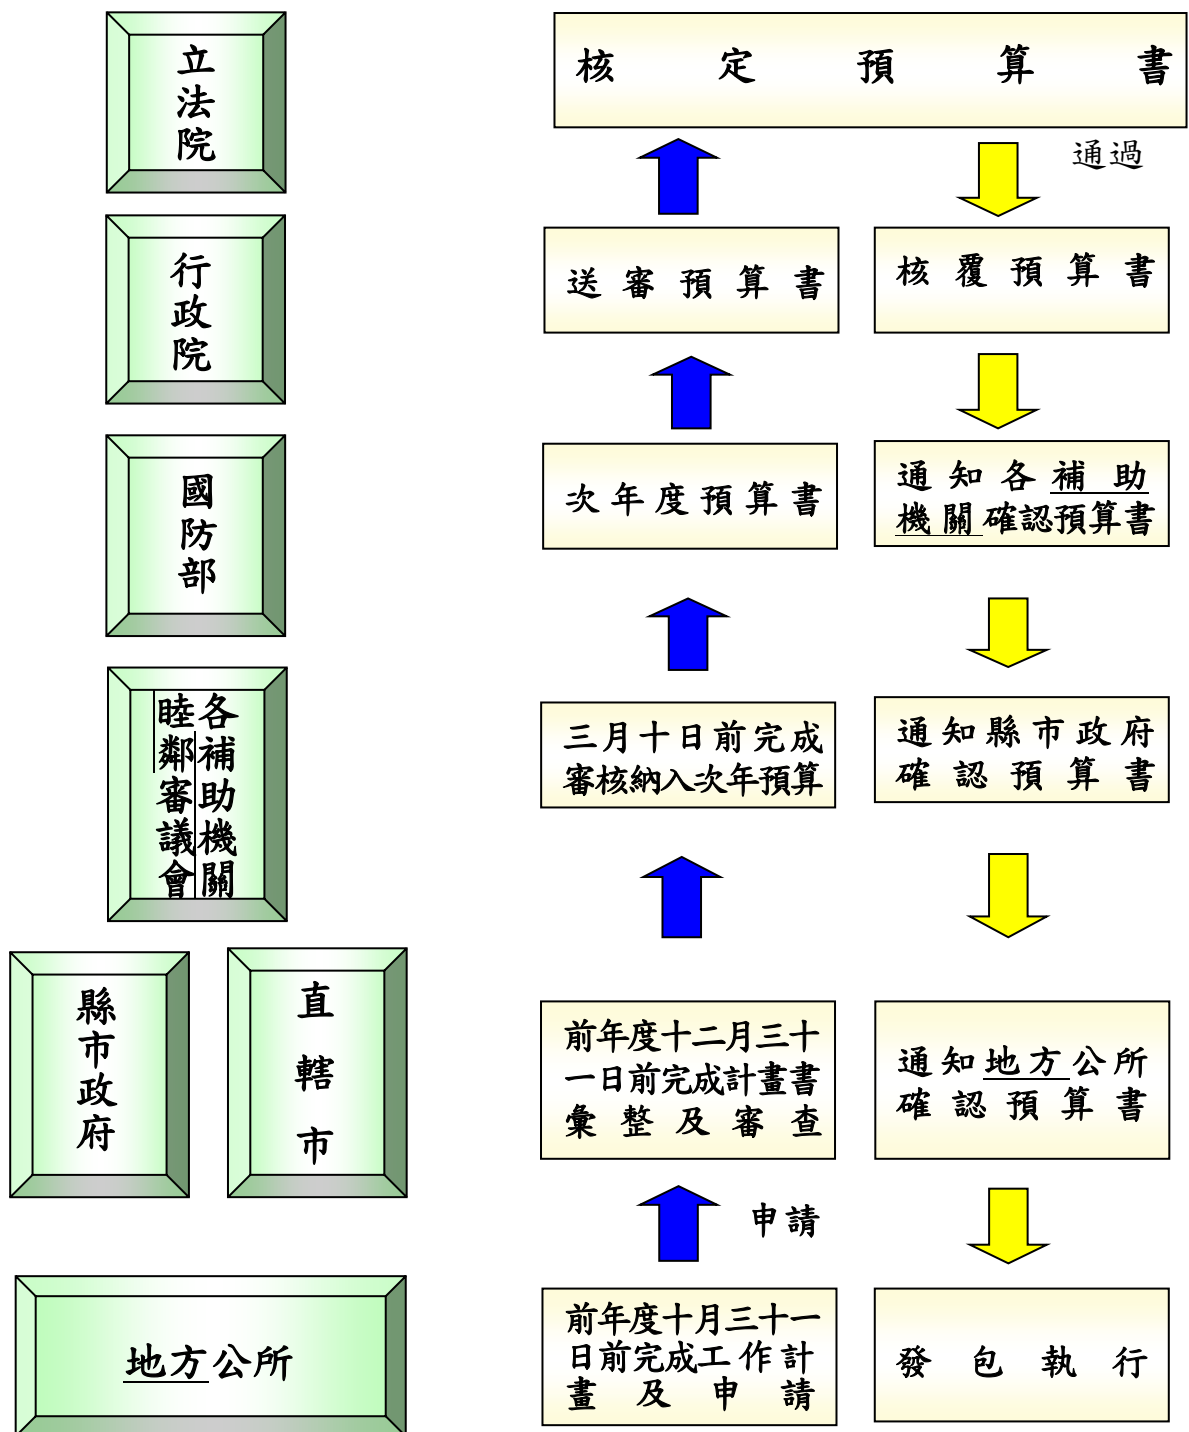 立法院
核定預算書
通過
行政院
送審預算書
核覆預算書
國防部
次年度預算書
通知各補助
機關確認預算書
各補助機關
睦鄰審議會
三月十日前完成
審核納入次年預算
通知縣市政府
確認預算書
縣市政府
直轄市
前年度十二月三十
一日前完成計畫書
彙整及審查
通知地方公所
確認預算書
申請
地方公所
前年度十月三十一
日前完成工作計
畫及申請
發包執行